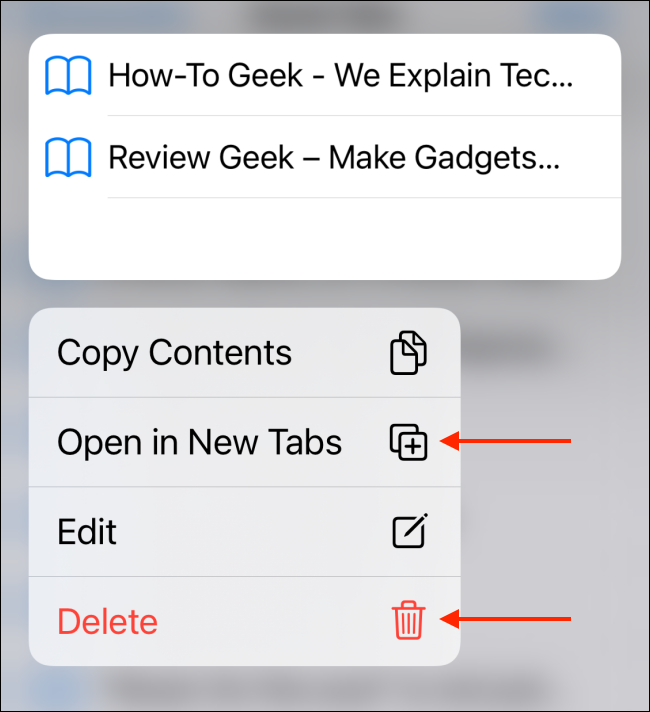 How-To Geek - We Explain Tec...
Review Geek – Make Gadgets...
Copy Contents
Open in New Tabs
Edit
Delete